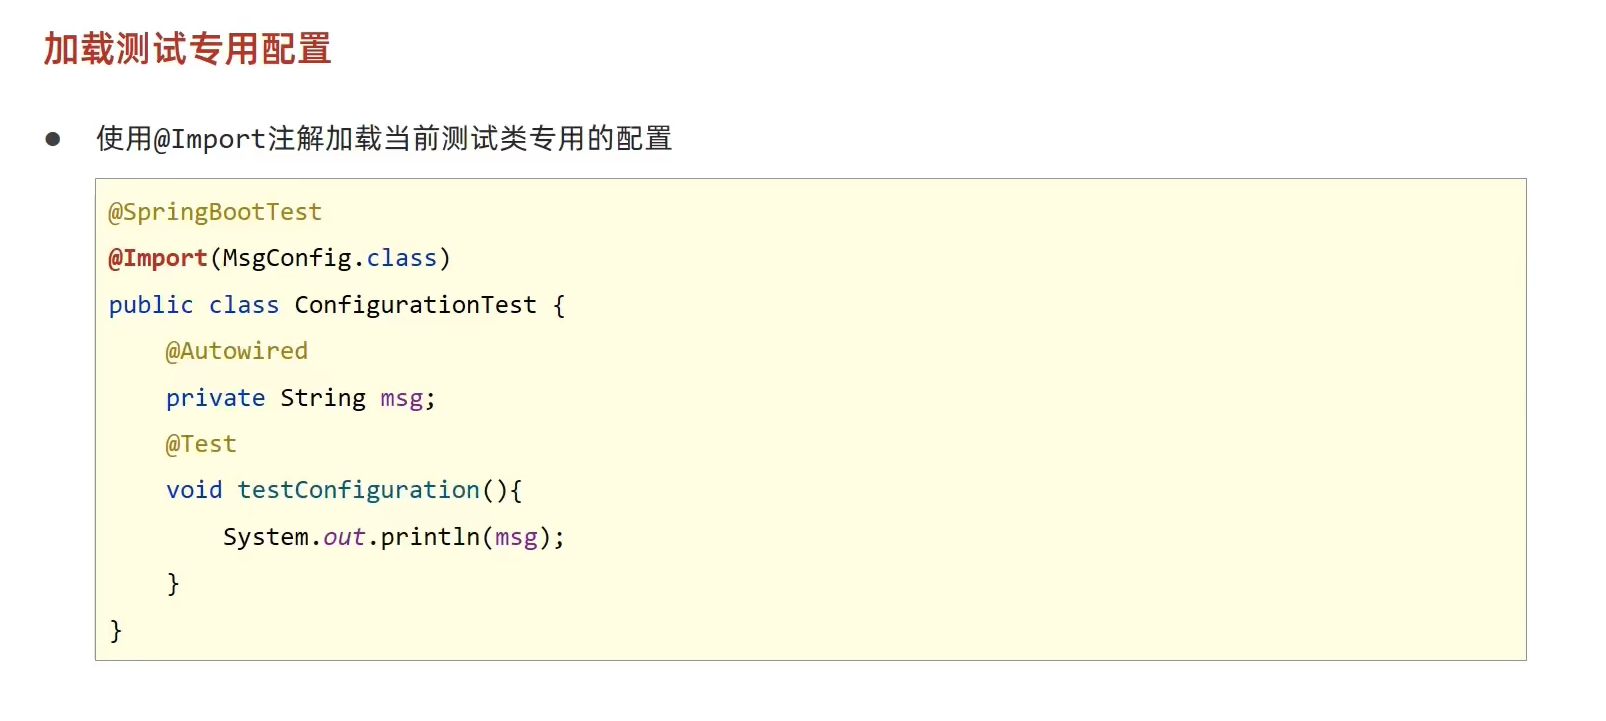 加载测试专用配置
● 使用@Import注解加载当前测试类专用的配置
@SpringBootTest
@Import(MsgConfig.class)
public class ConfigurationTest {
    @Autowired
    private String msg;
    @Test
    void testConfiguration(){
        System.out.println(msg);
    }
}